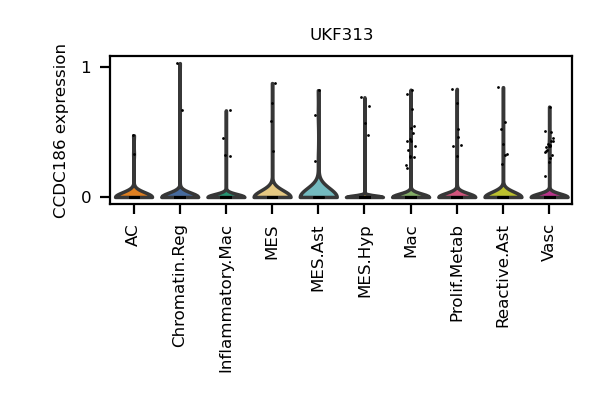 UKF313
CCDC186 expression
1
0
AC
Chromatin.Reg
Inflammatory.Mac
MES
MES.Ast
MES.Hyp
Mac
Prolif.Metab
Reactive.Ast
Vasc